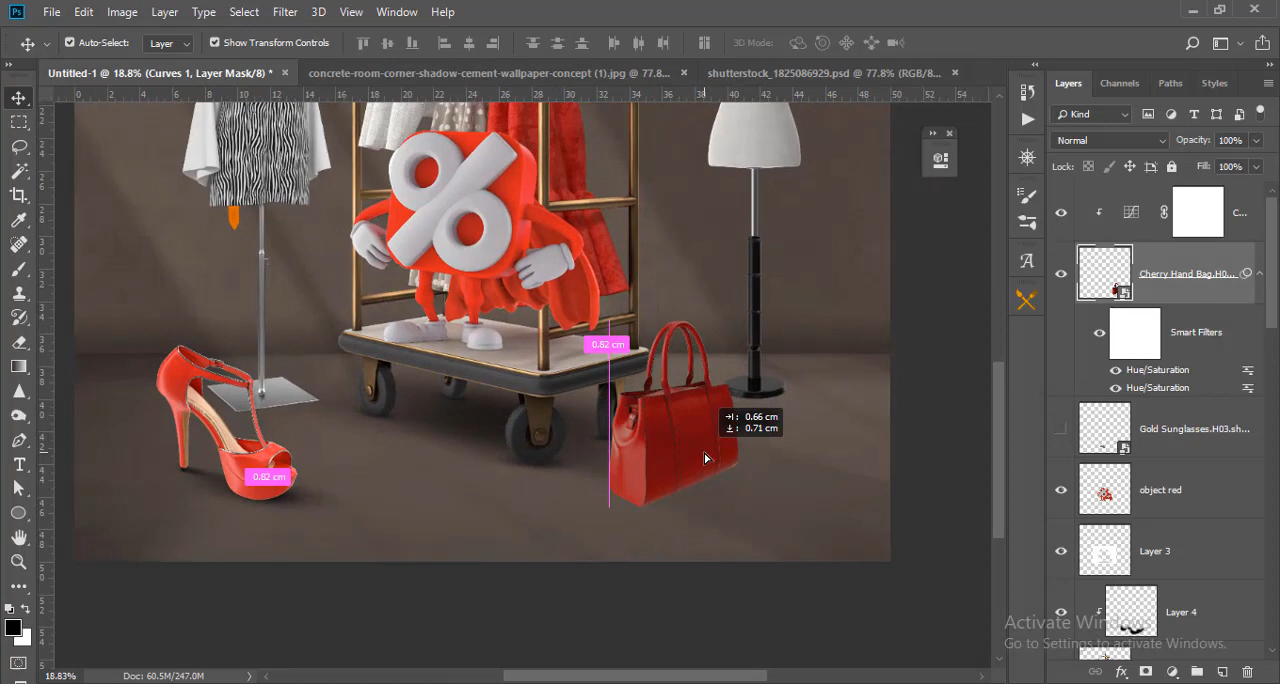 Ps File Edit Image Layer Type Select Filter 3D View Window Help
Auto-Select: Layer Show Transform Controls 3D Mode:
Untitled-1 @ 18.8% (Curves 1, Layer Mask/8) * × concrete-room-corner-shadow-cement-wallpaper-concept (1).jpg @ 77.8... × shutterstock_1825086929.psd @ 77.8% (RGB/8... ×
0 2 4 6 8 10 12 14 16 18 20 22 24 26 28 30 32 34 36 38 40 42 44 46 48 50 52 54
Layers Channels Paths Styles
Kind
Normal Opacity: 100%
Lock: Fill: 100%
C...
Cherry Hand Bag.H0...
Smart Filters
Hue/Saturation
Hue/Saturation
Gold Sunglasses.H03.sh...
object red
Layer 3
Layer 4
%
0.82 cm
0.66 cm
0.71 cm
0.82 cm
Activate Win
Go to Settings to activate Windows.
18.83% Doc: 60.5M/247.0M